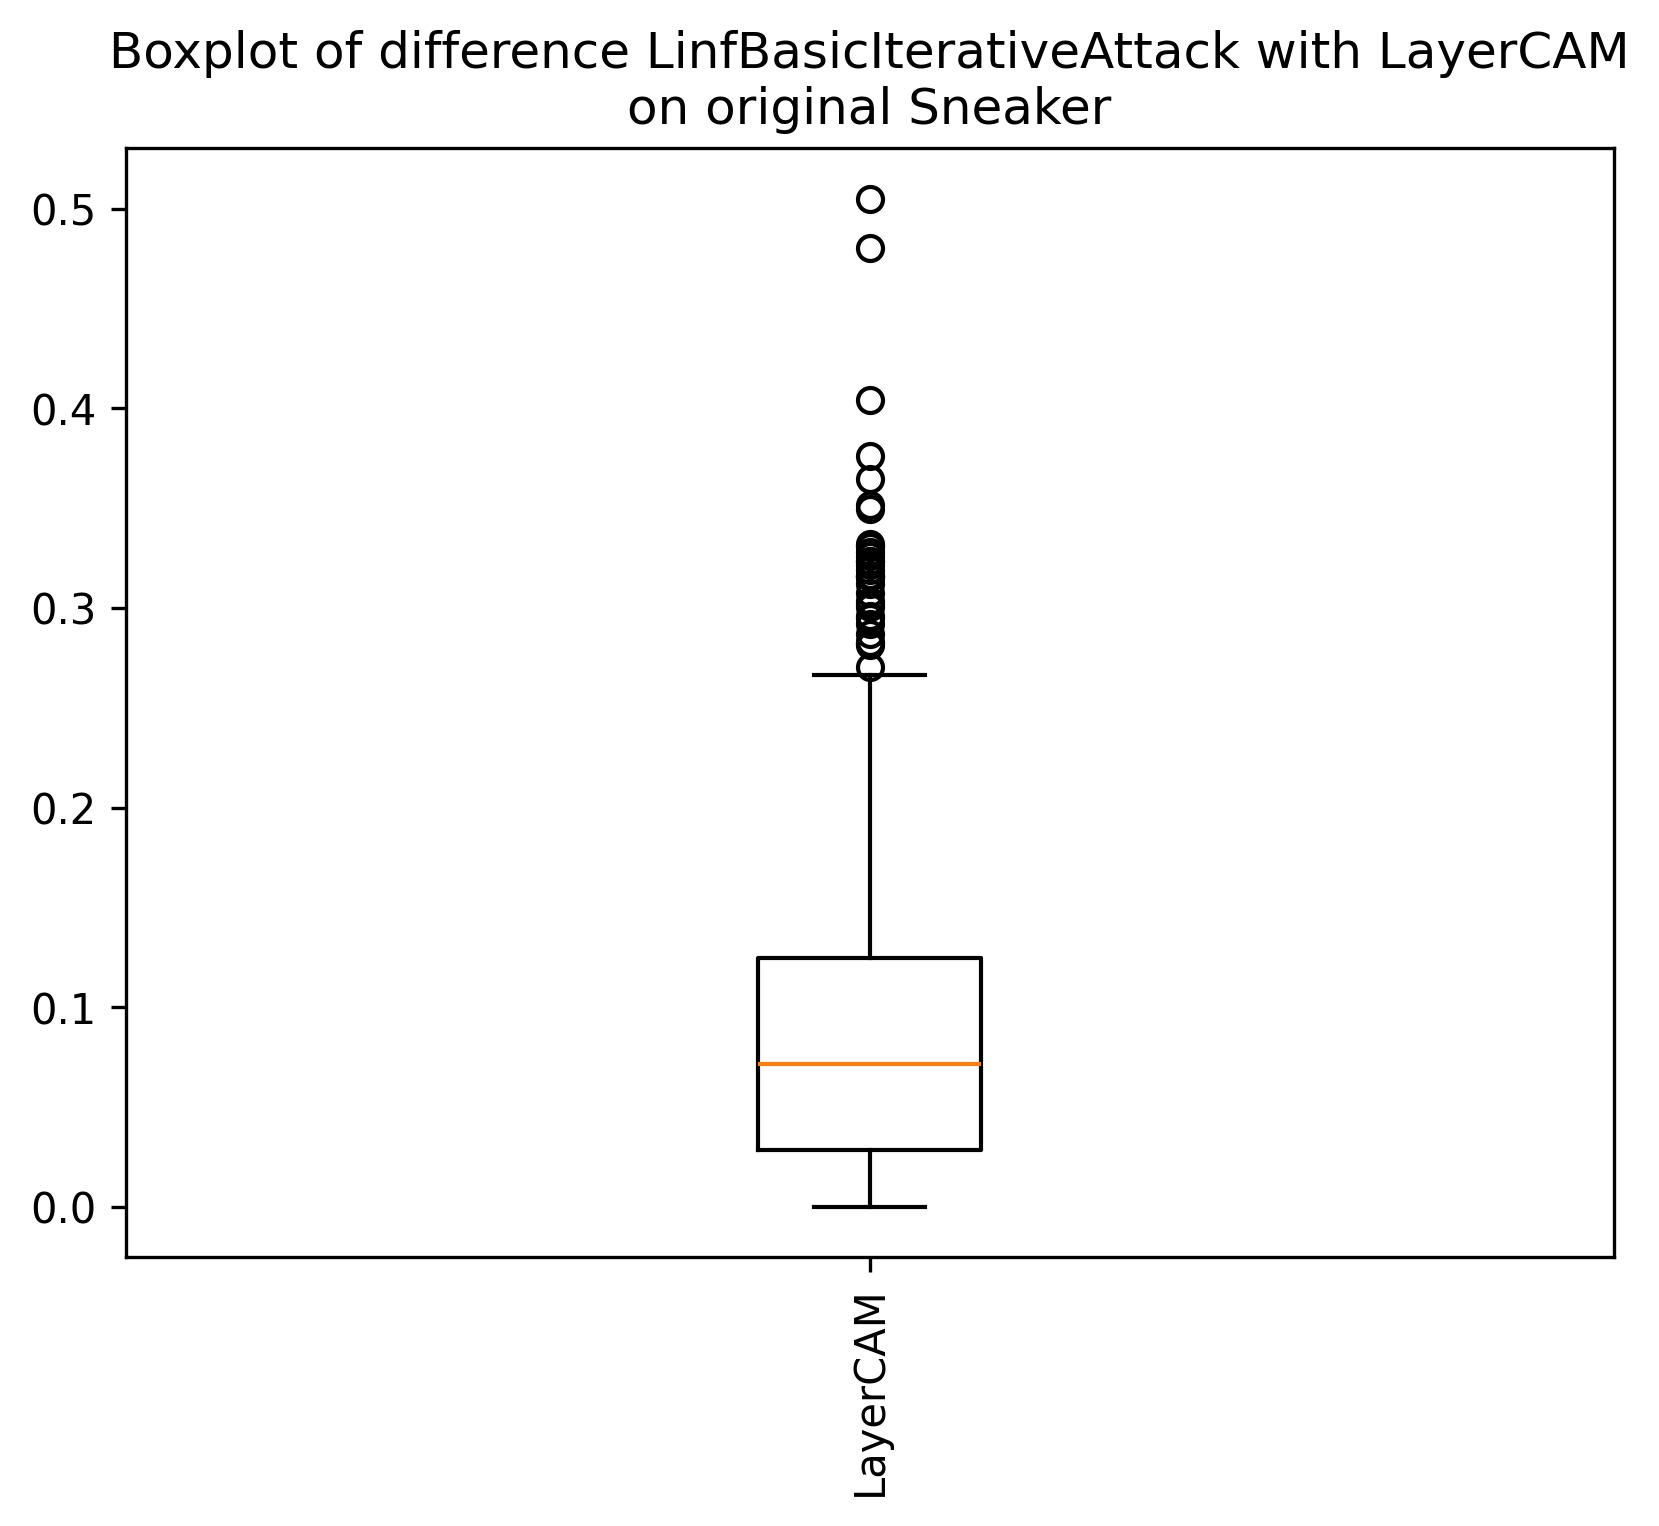 Boxplot of difference LinfBasicIterativeAttack with LayerCAM
on original Sneaker
0.5
0.4
0.3
0.2
0.1
0.0
LayerCAM